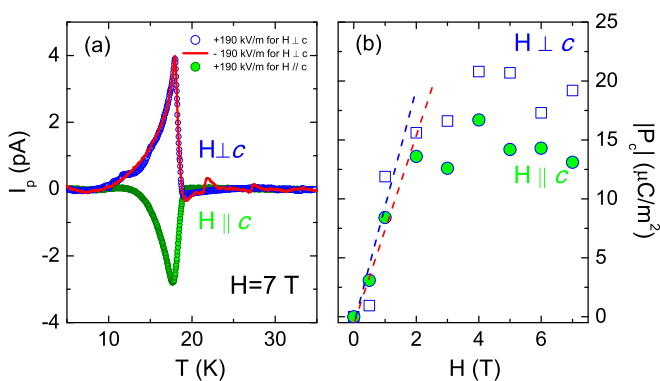 (a)
+190 kV/m for H ⊥ c
- 190 kV/m for H ⊥ c
+190 kV/m for H // c
4
2
0
-2
-4
I_p (pA)
H⊥c
H || c
H=7 T
10
20
30
T (K)
(b)
H ⊥ c
H || c
25
20
15
10
5
0
|P_c| (μC/m²)
0
2
4
6
H (T)